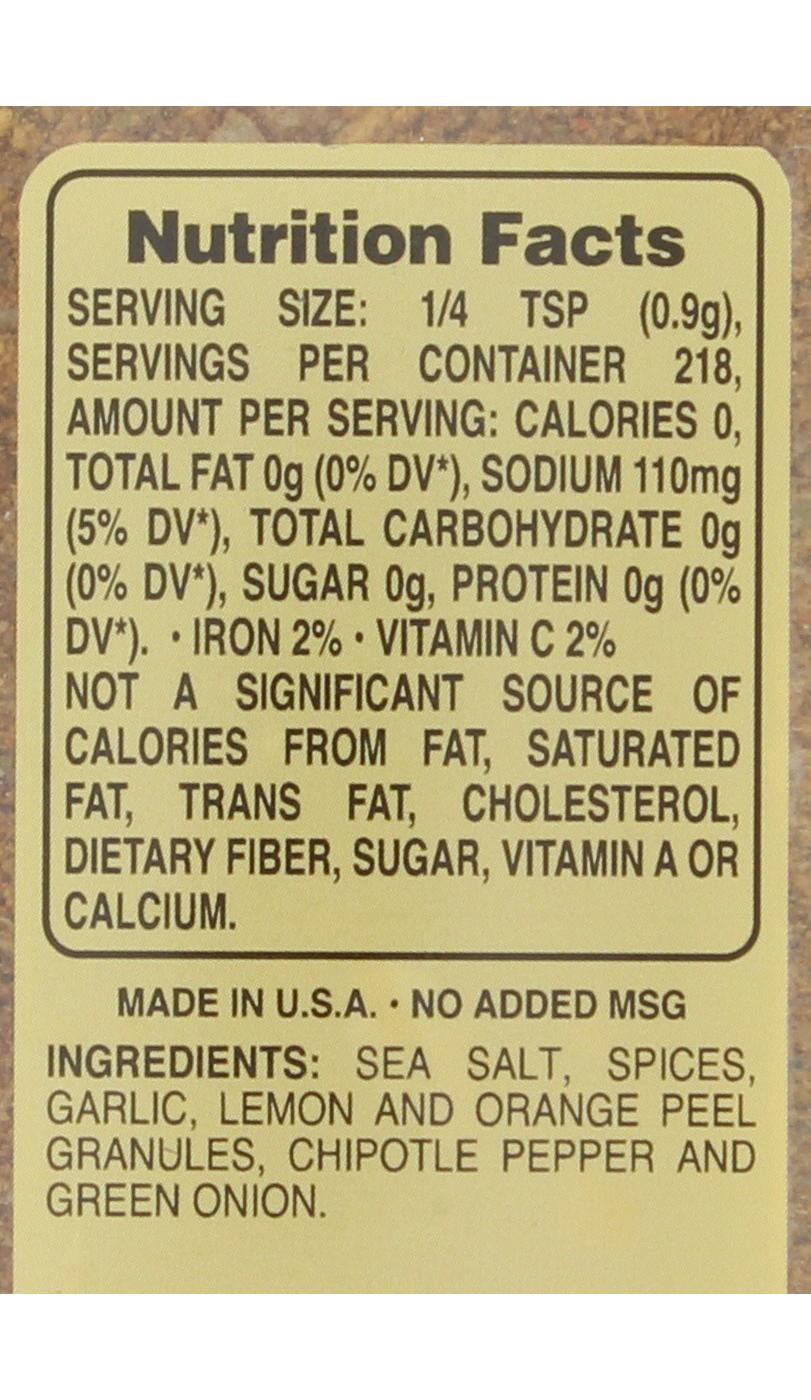 Nutrition Facts
SERVING SIZE: 1/4 TSP (0.9g),
SERVINGS PER CONTAINER 218,
AMOUNT PER SERVING: CALORIES 0,
TOTAL FAT 0g (0% DV*), SODIUM 110mg
(5% DV*), TOTAL CARBOHYDRATE 0g
(0% DV*), SUGAR 0g, PROTEIN 0g (0%
DV*). • IRON 2% • VITAMIN C 2%
NOT A SIGNIFICANT SOURCE OF
CALORIES FROM FAT, SATURATED
FAT, TRANS FAT, CHOLESTEROL,
DIETARY FIBER, SUGAR, VITAMIN A OR
CALCIUM.
MADE IN U.S.A. • NO ADDED MSG
INGREDIENTS: SEA SALT, SPICES,
GARLIC, LEMON AND ORANGE PEEL
GRANULES, CHIPOTLE PEPPER AND
GREEN ONION.